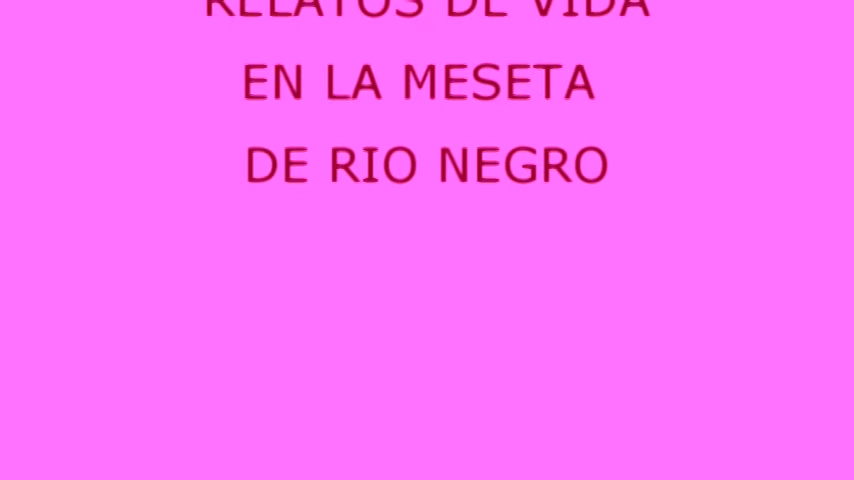 RELATOS DE VIDA
EN LA MESETA
DE RIO NEGRO